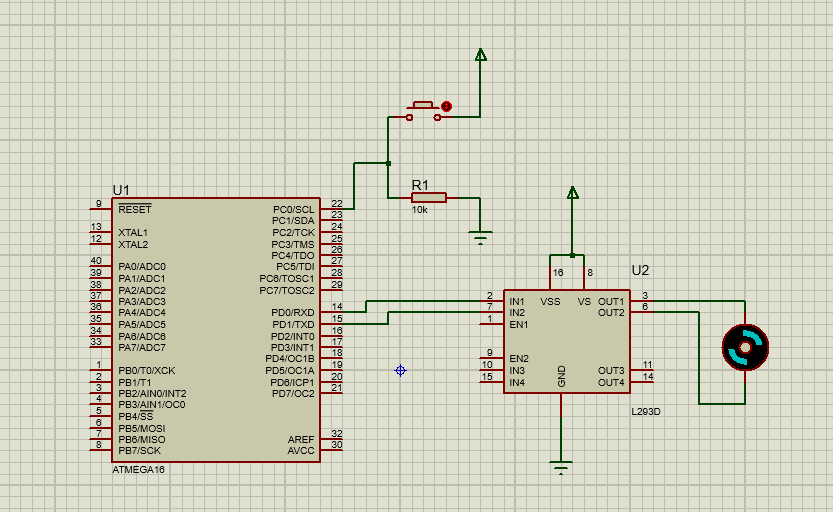 U1
9 RESET
13 XTAL1
12 XTAL2
40 PA0/ADC0
39 PA1/ADC1
38 PA2/ADC2
37 PA3/ADC3
36 PA4/ADC4
35 PA5/ADC5
34 PA6/ADC6
33 PA7/ADC7
1 PB0/T0/XCK
2 PB1/T1
3 PB2/AIN0/INT2
4 PB3/AIN1/OC0
5 PB4/SS
6 PB5/MOSI
7 PB6/MISO
8 PB7/SCK
PC0/SCL 22
PC1/SDA 23
PC2/TCK 24
PC3/TMS 25
PC4/TDO 26
PC5/TDI 27
PC6/TOSC1 28
PC7/TOSC2 29
PD0/RXD 14
PD1/TXD 15
PD2/INT0 16
PD3/INT1 17
PD4/OC1B 18
PD5/OC1A 19
PD6/ICP1 20
PD7/OC2 21
AREF 32
AVCC 30
ATMEGA16
R1
10k
U2
16 8
VSS VS
2 IN1
7 IN2
1 EN1
9 EN2
10 IN3
15 IN4
GND
OUT1 3
OUT2 6
OUT3 11
OUT4 14
L293D